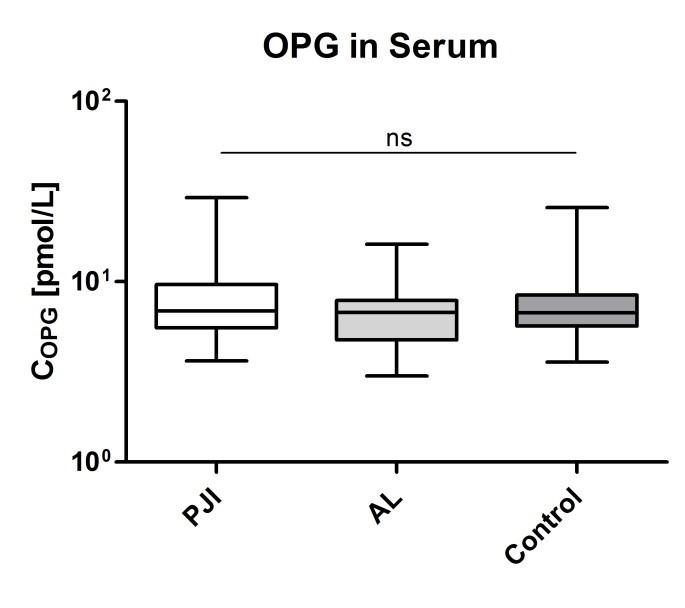 OPG in Serum
10²
ns
10¹
10⁰
C_OPG [pmol/L]
PJI
AL
Control